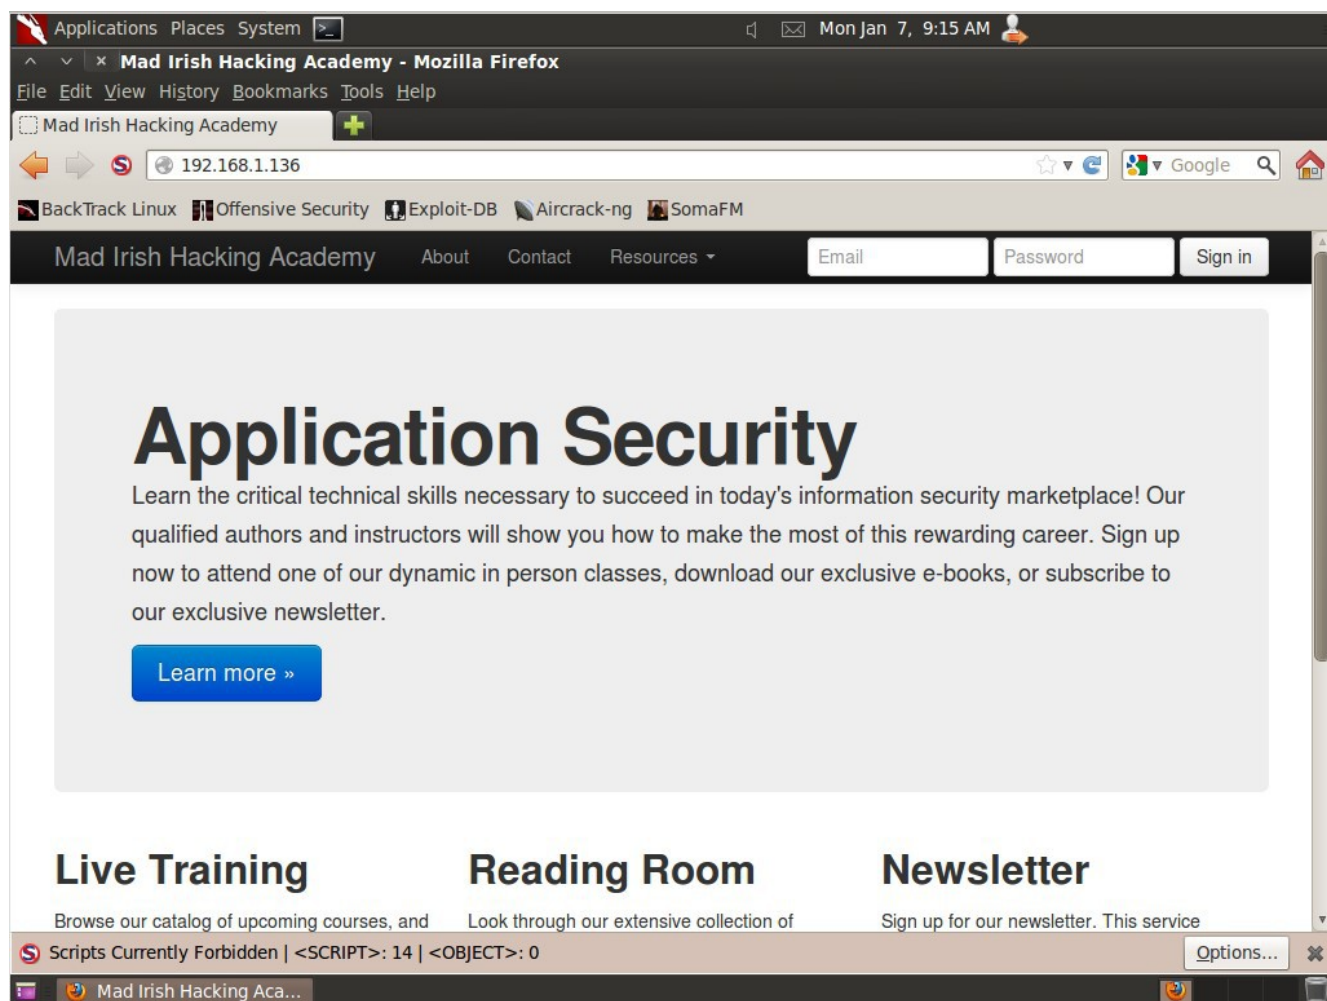 Applications Places System Mon Jan 7, 9:15 AM
Mad Irish Hacking Academy - Mozilla Firefox
File Edit View History Bookmarks Tools Help
Mad Irish Hacking Academy
192.168.1.136 Google
BackTrack Linux Offensive Security Exploit-DB Aircrack-ng SomaFM
Mad Irish Hacking Academy About Contact Resources Email Password Sign in
Application Security
Learn the critical technical skills necessary to succeed in today's information security marketplace! Our
qualified authors and instructors will show you how to make the most of this rewarding career. Sign up
now to attend one of our dynamic in person classes, download our exclusive e-books, or subscribe to
our exclusive newsletter.
Learn more »
Live Training
Browse our catalog of upcoming courses, and
Reading Room
Look through our extensive collection of
Newsletter
Sign up for our newsletter. This service
Scripts Currently Forbidden | <SCRIPT>: 14 | <OBJECT>: 0 Options...
Mad Irish Hacking Aca...